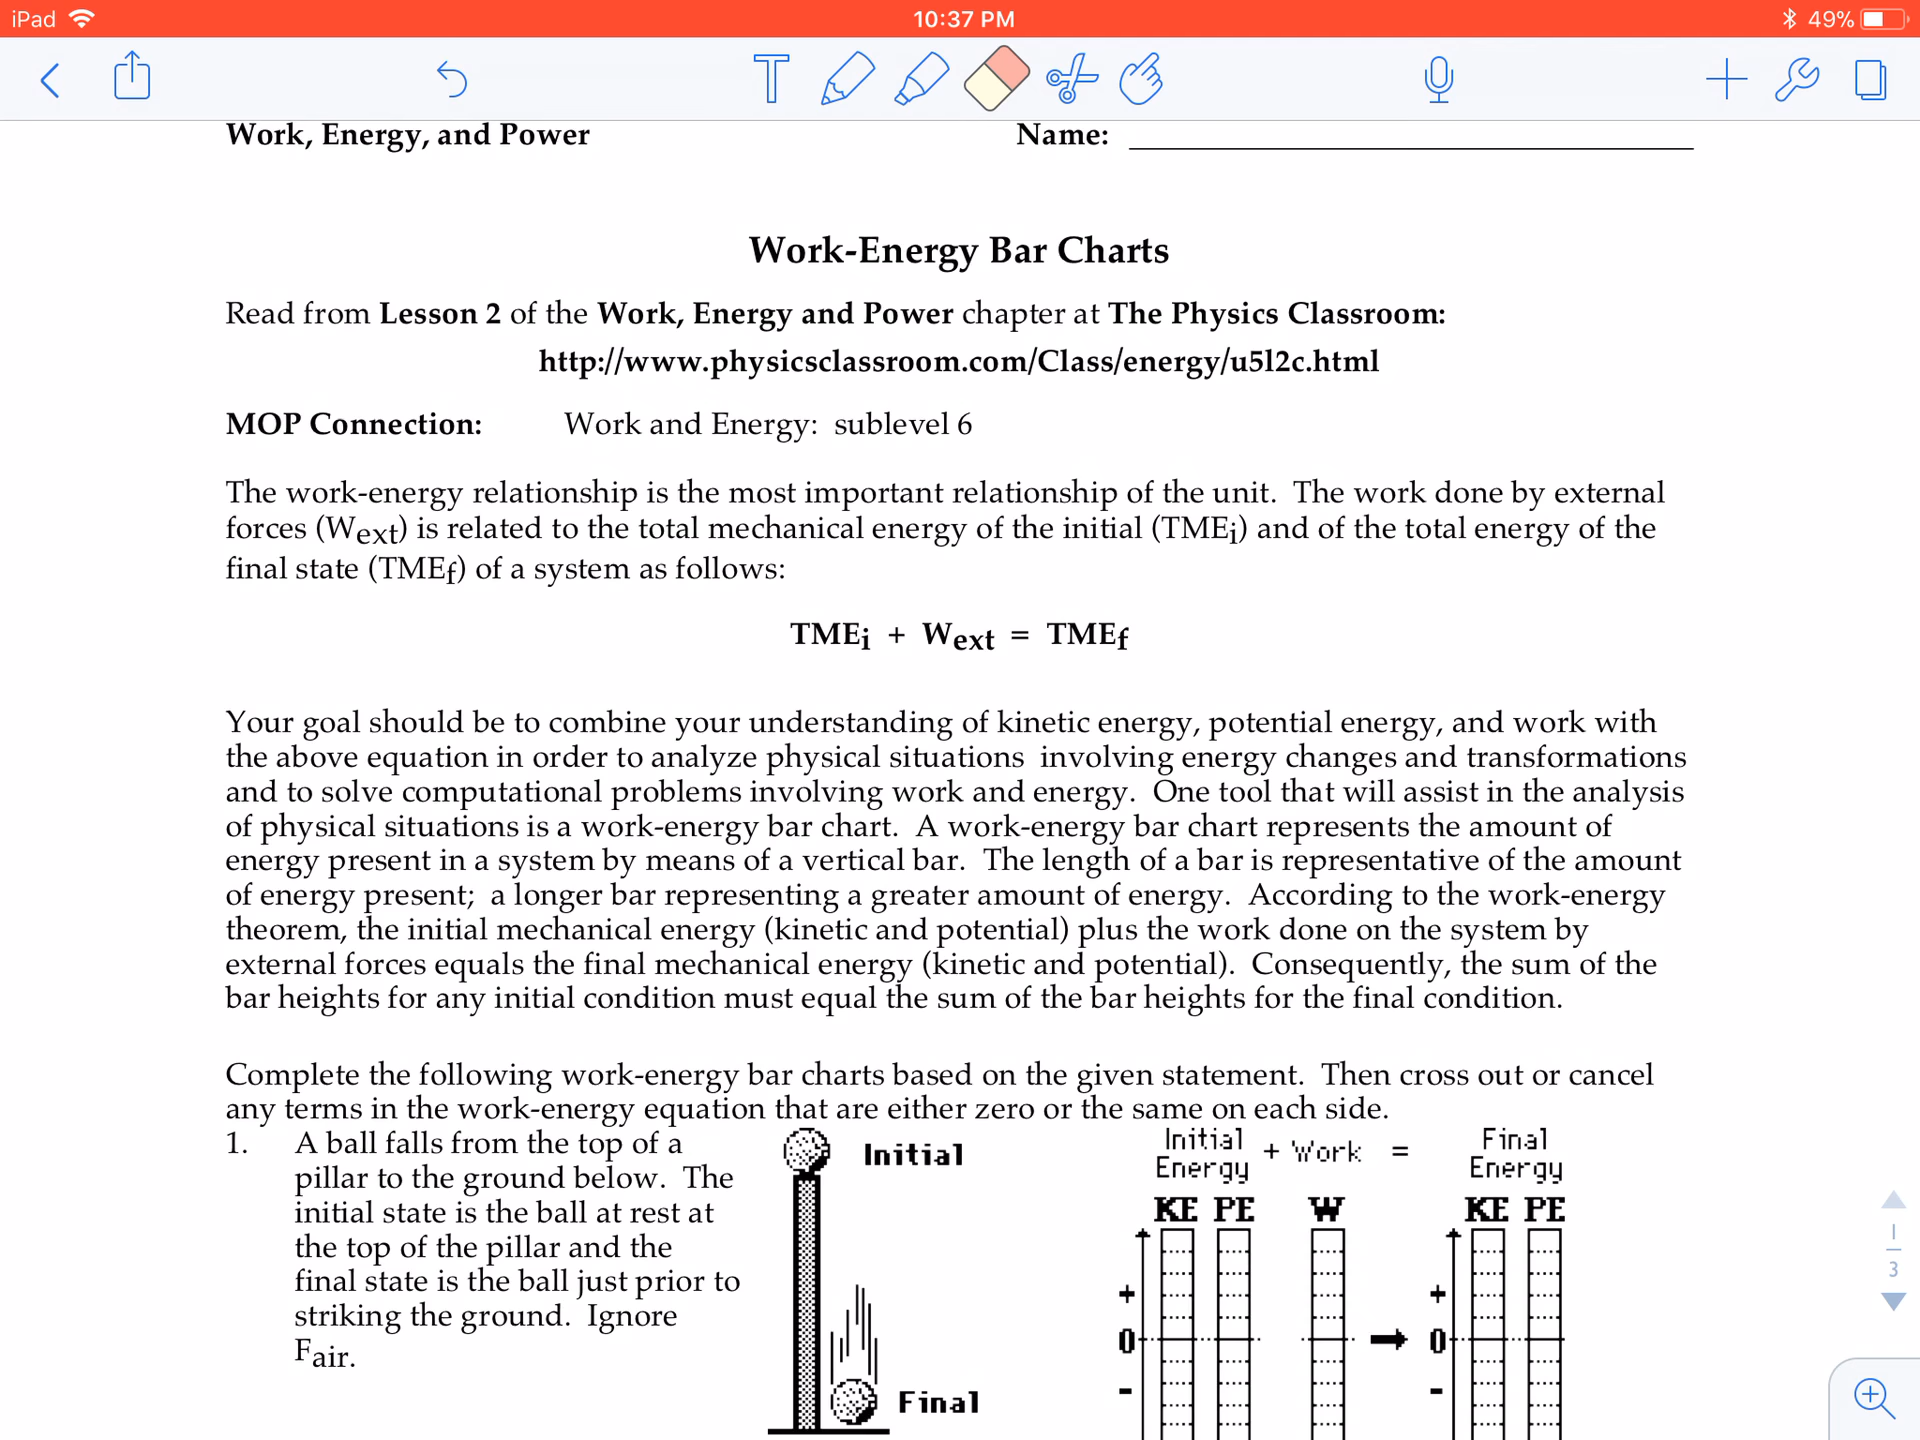 iPad 10:37 PM 49%
Work, Energy, and Power Name:
Work-Energy Bar Charts
Read from Lesson 2 of the Work, Energy and Power chapter at The Physics Classroom:
http://www.physicsclassroom.com/Class/energy/u5l2c.html
MOP Connection: Work and Energy: sublevel 6
The work-energy relationship is the most important relationship of the unit. The work done by external
forces (Wext) is related to the total mechanical energy of the initial (TMEi) and of the total energy of the
final state (TMEf) of a system as follows:
TMEi + Wext = TMEf
Your goal should be to combine your understanding of kinetic energy, potential energy, and work with
the above equation in order to analyze physical situations involving energy changes and transformations
and to solve computational problems involving work and energy. One tool that will assist in the analysis
of physical situations is a work-energy bar chart. A work-energy bar chart represents the amount of
energy present in a system by means of a vertical bar. The length of a bar is representative of the amount
of energy present; a longer bar representing a greater amount of energy. According to the work-energy
theorem, the initial mechanical energy (kinetic and potential) plus the work done on the system by
external forces equals the final mechanical energy (kinetic and potential). Consequently, the sum of the
bar heights for any initial condition must equal the sum of the bar heights for the final condition.
Complete the following work-energy bar charts based on the given statement. Then cross out or cancel
any terms in the work-energy equation that are either zero or the same on each side.
1. A ball falls from the top of a
pillar to the ground below. The
initial state is the ball at rest at
the top of the pillar and the
final state is the ball just prior to
striking the ground. Ignore
Fair.
Initial
Final
Initial Energy + Work = Final Energy
KE PE W KE PE
+ +
0 0
- -
1
3